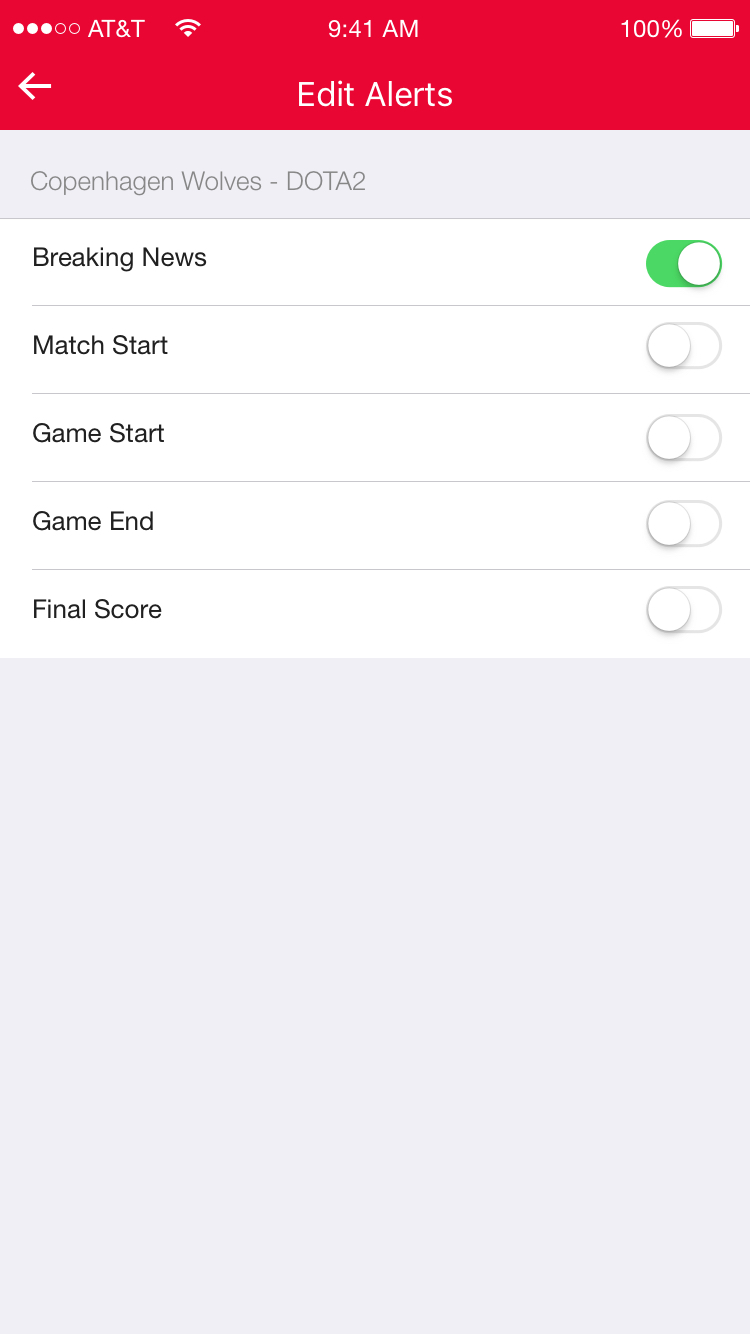 AT&T 9:41 AM 100%
Edit Alerts
Copenhagen Wolves - DOTA2
Breaking News
Match Start
Game Start
Game End
Final Score